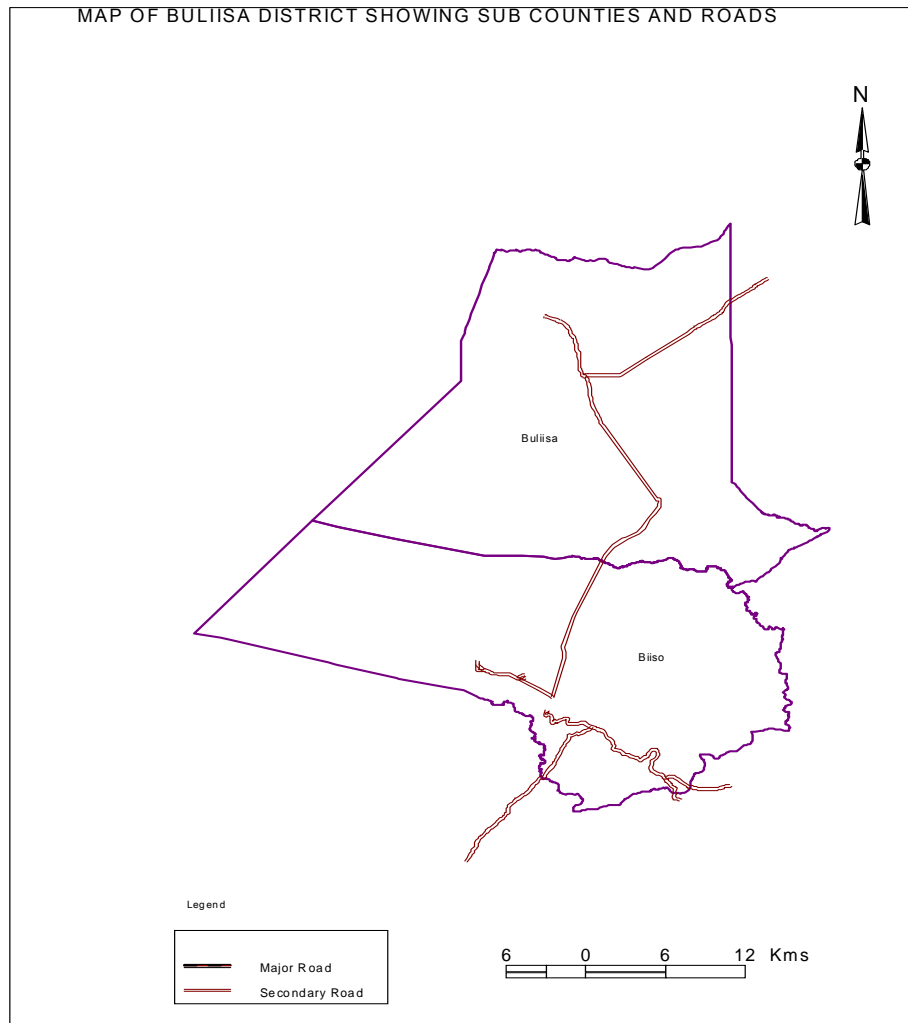 MAP OF BULIISA DISTRICT SHOWING SUB COUNTIES AND ROADS
N
Buliisa
Biiso
Legend
Major Road
Secondary Road
6 0 6 12 Kms